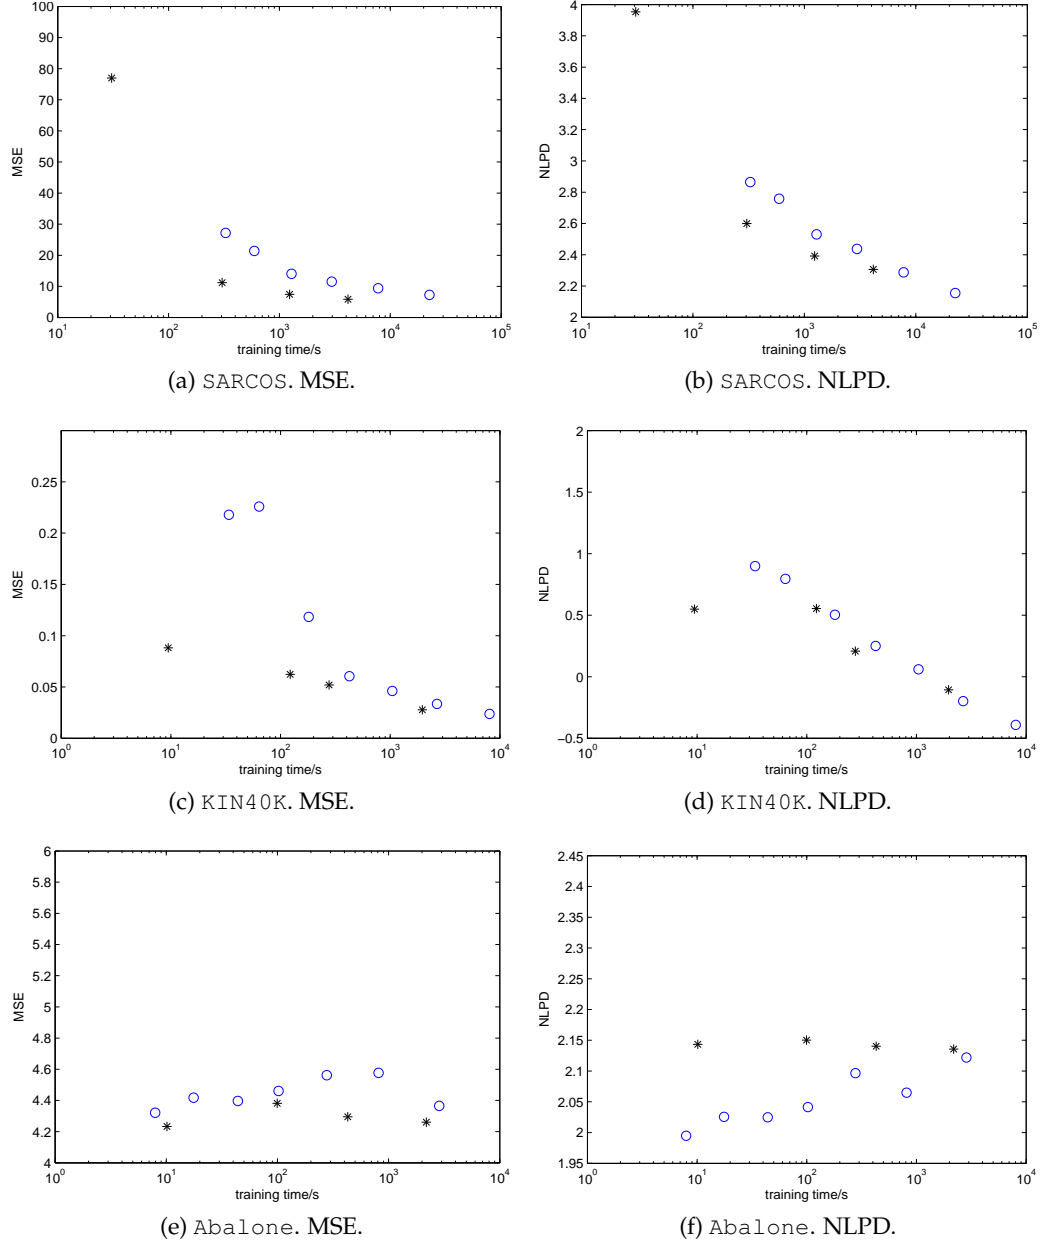 100
90
80
70
60
50
40
30
20
10
0
MSE
10^1 10^2 10^3 10^4 10^5
training time/s
(a) SARCOS. MSE.
4
3.8
3.6
3.4
3.2
3
2.8
2.6
2.4
2.2
2
NLPD
10^1 10^2 10^3 10^4 10^5
training time/s
(b) SARCOS. NLPD.
0.25
0.2
0.15
0.1
0.05
0
MSE
10^0 10^1 10^2 10^3 10^4
training time/s
(c) KIN40K. MSE.
2
1.5
1
0.5
0
−0.5
NLPD
10^0 10^1 10^2 10^3 10^4
training time/s
(d) KIN40K. NLPD.
6
5.8
5.6
5.4
5.2
5
4.8
4.6
4.4
4.2
4
MSE
10^0 10^1 10^2 10^3 10^4
training time/s
(e) Abalone. MSE.
2.45
2.4
2.35
2.3
2.25
2.2
2.15
2.1
2.05
2
1.95
NLPD
10^0 10^1 10^2 10^3 10^4
training time/s
(f) Abalone. NLPD.